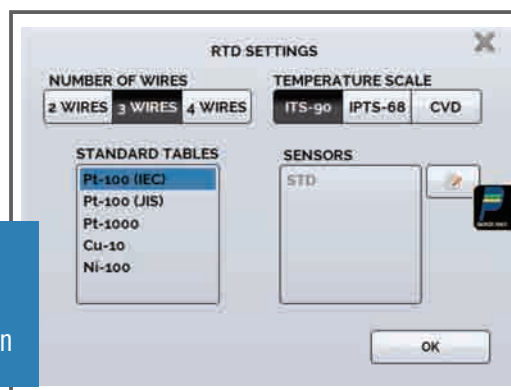 RTD SETTINGS
NUMBER OF WIRES
2 WIRES 3 WIRES 4 WIRES
TEMPERATURE SCALE
ITS-90 IPTS-68 CVD
STANDARD TABLES
Pt-100 (IEC)
Pt-100 (JIS)
Pt-1000
Cu-10
Ni-100
SENSORS
STD
OK
n